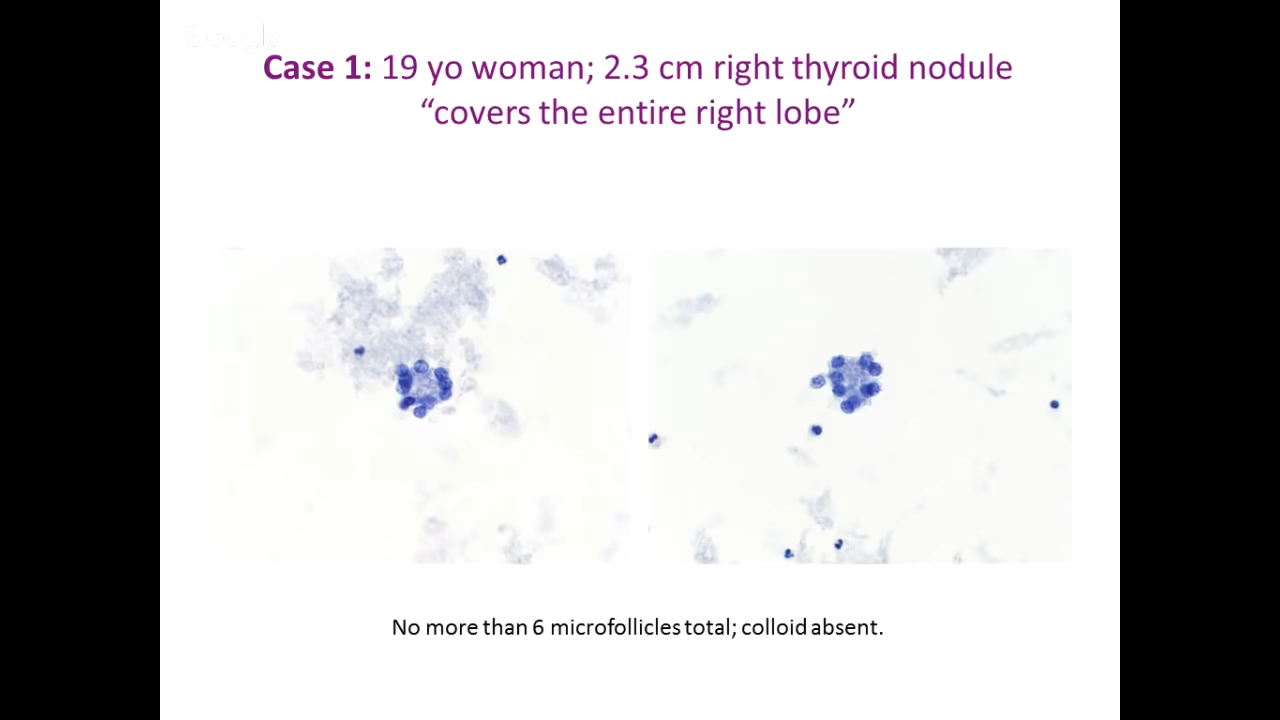 Google
Case 1: 19 yo woman; 2.3 cm right thyroid nodule
“covers the entire right lobe”
No more than 6 microfollicles total; colloid absent.